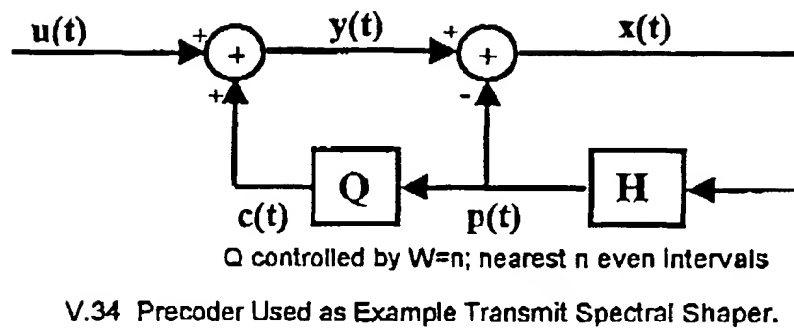 u(t)
+
+
y(t)
+
+
x(t)
+
-
Q
H
c(t)
p(t)
Q controlled by W=n; nearest n even intervals
V.34 Precoder Used as Example Transmit Spectral Shaper.